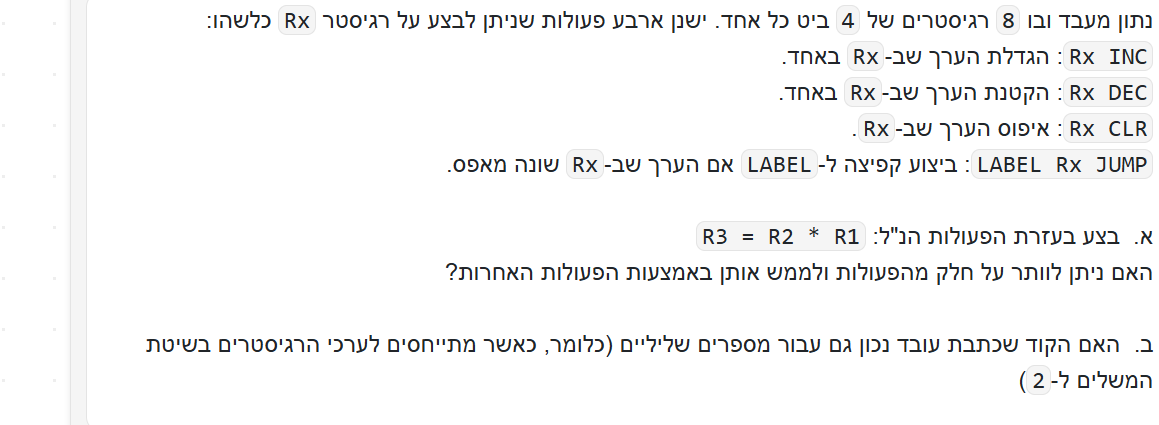 נתון מעבד ובו 8 רגיסטרים של 4 ביט כל אחד. ישנן ארבע פעולות שניתן לבצע על רגיסטר Rx כלשהו:
Rx INC: הגדלת הערך שב-Rx באחד.
Rx DEC: הקטנת הערך שב-Rx באחד.
Rx CLR: איפוס הערך שב-Rx.
LABEL Rx JUMP: ביצוע קפיצה ל-LABEL אם הערך שב-Rx שונה מאפס.
א. בצע בעזרת הפעולות הנ"ל: R3 = R2 * R1
האם ניתן לוותר על חלק מהפעולות ולממש אותן באמצעות הפעולות האחרות?
ב. האם הקוד שכתבת עובד נכון גם עבור מספרים שליליים (כלומר, כאשר מתייחסים לערכי הרגיסטרים בשיטת
המשלים ל-2)